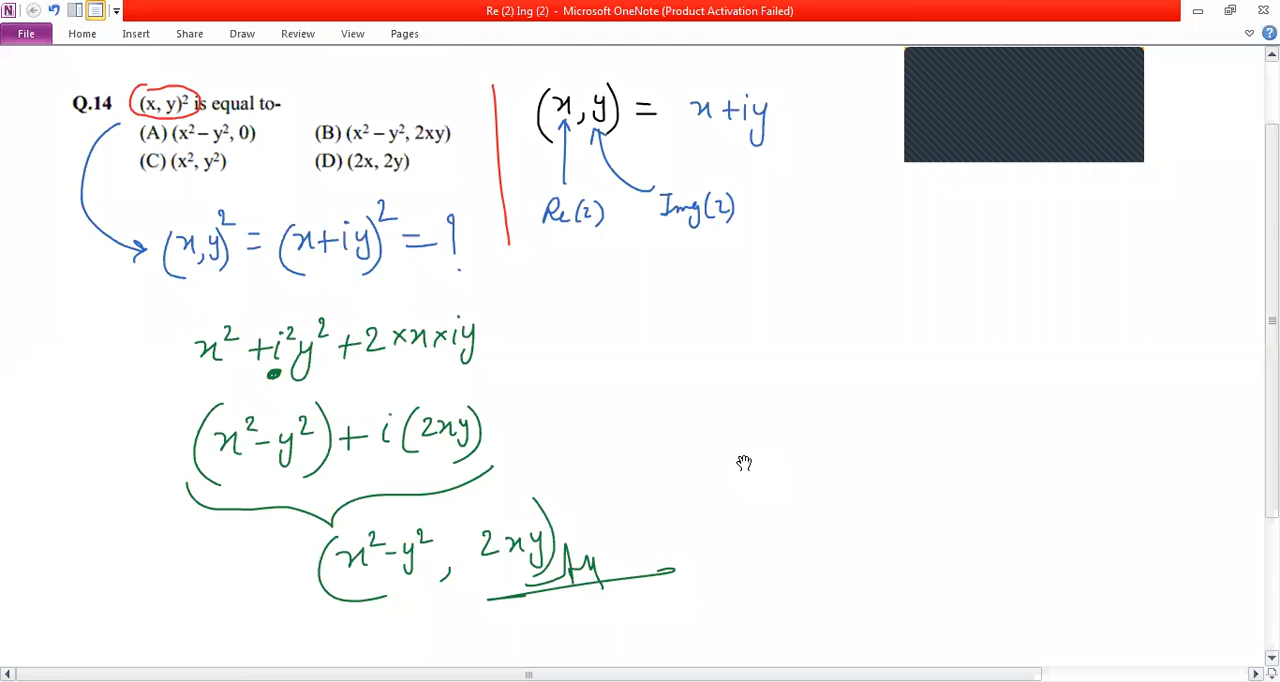 Re (2) Ing (2) - Microsoft OneNote (Product Activation Failed)
File Home Insert Share Draw Review View Pages
Q.14 (x, y)² is equal to-
(A) (x² – y², 0) (B) (x² – y², 2xy)
(C) (x², y²) (D) (2x, 2y)
(x, y) = x + iy
Re(2) Img(2)
(x, y)² = (x + iy)² = ?
x² + i²y² + 2 × x × iy
(x² - y²) + i (2xy)
(x² - y², 2xy)